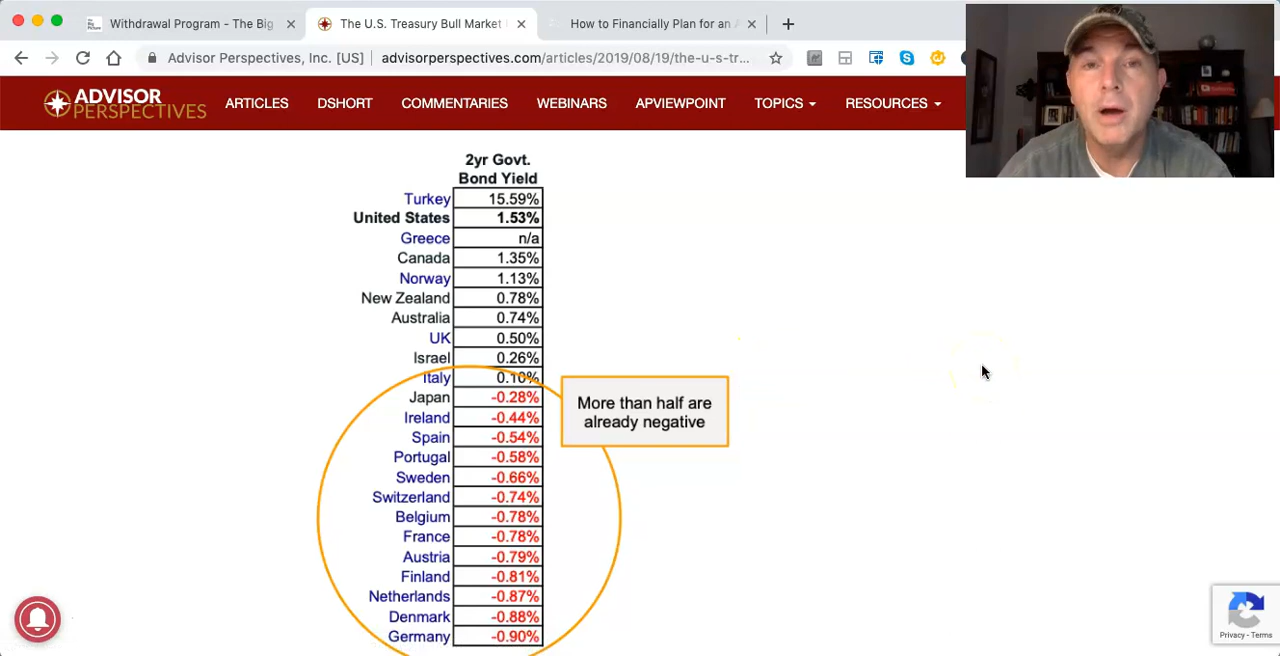 Withdrawal Program - The Big
The U.S. Treasury Bull Market
How to Financially Plan for an
Advisor Perspectives, Inc. [US]
advisorperspectives.com/articles/2019/08/19/the-u-s-tr...
ADVISOR
PERSPECTIVES
ARTICLES
DSHORT
COMMENTARIES
WEBINARS
APVIEWPOINT
TOPICS
RESOURCES
2yr Govt.
Bond Yield
Turkey 15.59%
United States 1.53%
Greece n/a
Canada 1.35%
Norway 1.13%
New Zealand 0.78%
Australia 0.74%
UK 0.50%
Israel 0.26%
Italy 0.10%
Japan -0.28%
Ireland -0.44%
Spain -0.54%
Portugal -0.58%
Sweden -0.66%
Switzerland -0.74%
Belgium -0.78%
France -0.78%
Austria -0.79%
Finland -0.81%
Netherlands -0.87%
Denmark -0.88%
Germany -0.90%
More than half are
already negative
Privacy - Terms